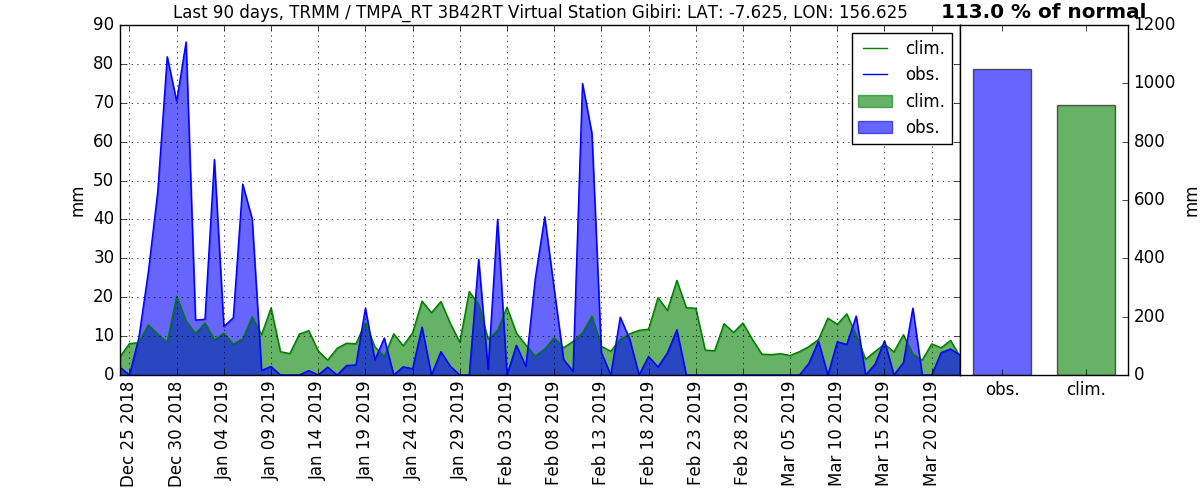 Last 90 days, TRMM / TMPA_RT 3B42RT Virtual Station Gibiri: LAT: -7.625, LON: 156.625
113.0 % of normal
90
80
70
60
50
40
30
20
10
0
mm
clim.
obs.
clim.
obs.
Dec 25 2018
Dec 30 2018
Jan 04 2019
Jan 09 2019
Jan 14 2019
Jan 19 2019
Jan 24 2019
Jan 29 2019
Feb 03 2019
Feb 08 2019
Feb 13 2019
Feb 18 2019
Feb 23 2019
Feb 28 2019
Mar 05 2019
Mar 10 2019
Mar 15 2019
Mar 20 2019
1200
1000
800
600
400
200
0
mm
obs.
clim.